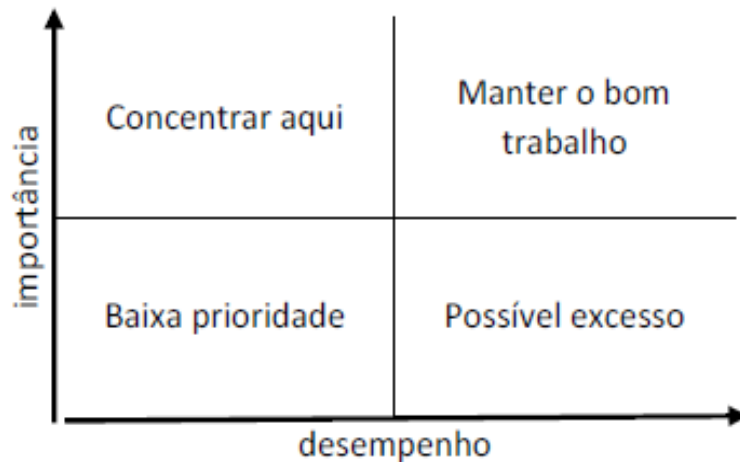 importância
Concentrar aqui
Manter o bom
trabalho
Baixa prioridade
Possível excesso
desempenho